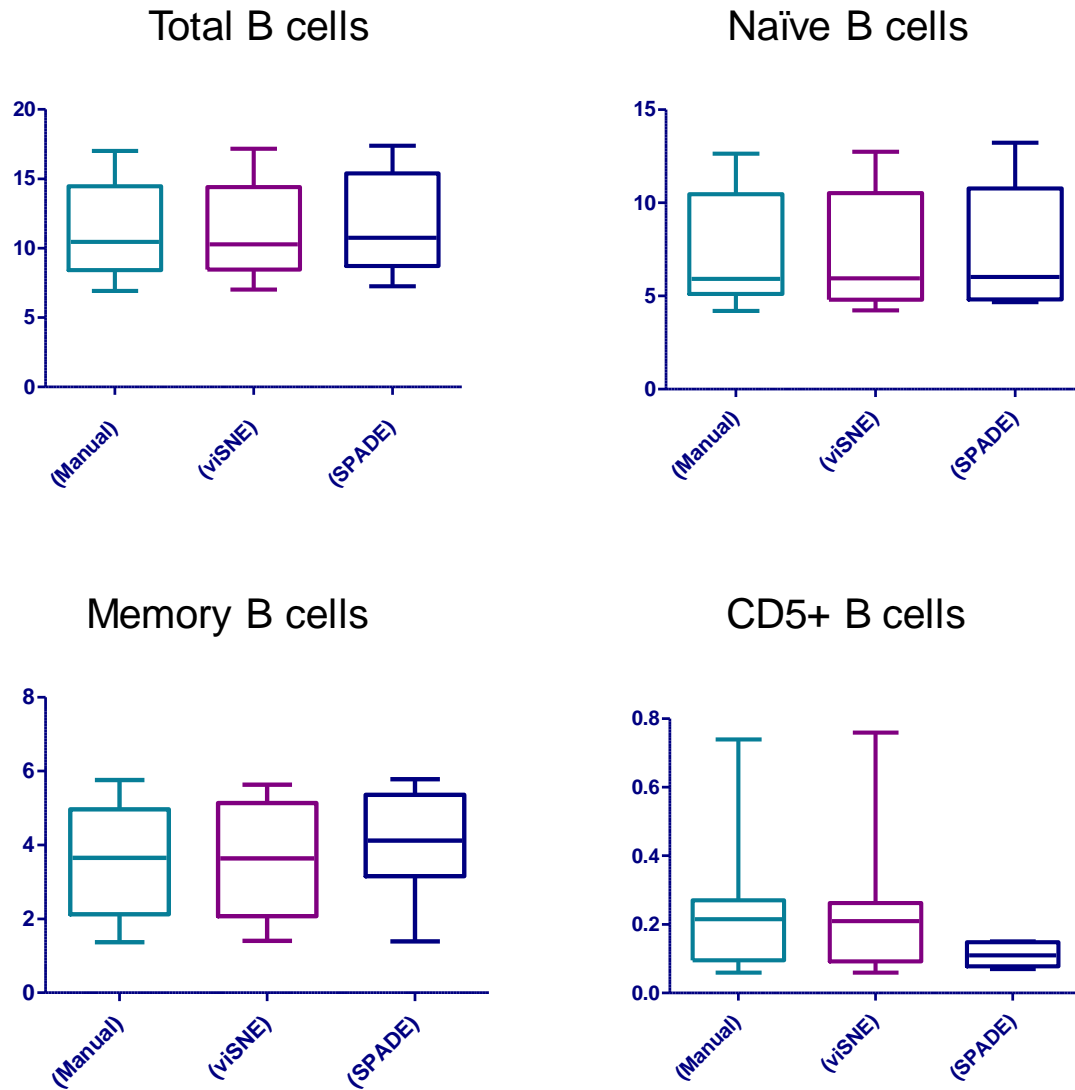 Total B cells
20
15
10
5
0
(Manual)
(viSNE)
(SPADE)
Naïve B cells
15
10
5
0
(Manual)
(viSNE)
(SPADE)
Memory B cells
8
6
4
2
0
(Manual)
(viSNE)
(SPADE)
CD5+ B cells
0.8
0.6
0.4
0.2
0.0
(Manual)
(viSNE)
(SPADE)